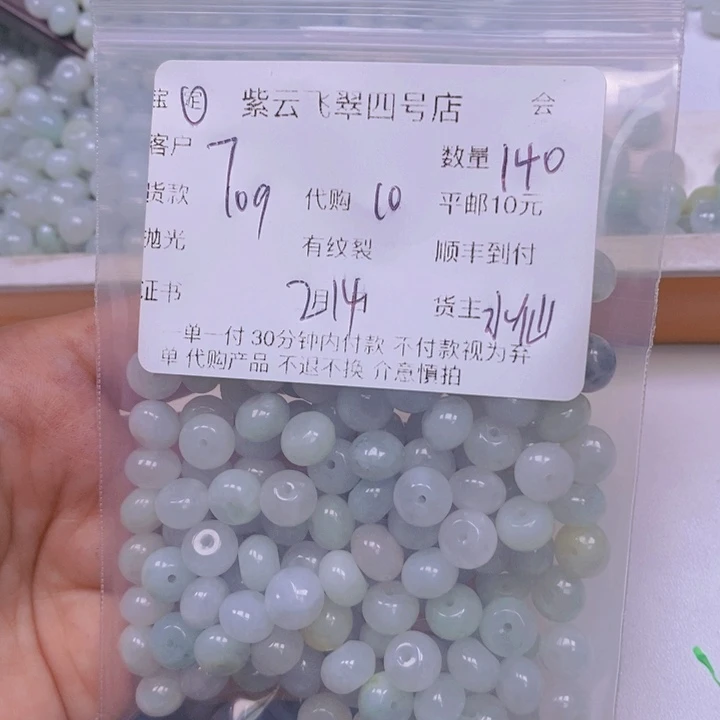 宝 定 紫云飞翠四号店 会
客户 数量 140
货款 709 代购 10 平邮10元
抛光 有纹裂 顺丰到付
证书 2月14 货主 水仙
一单一付 30分钟内付款 不付款视为弃
单 代购产品 不退不换 介意慎拍